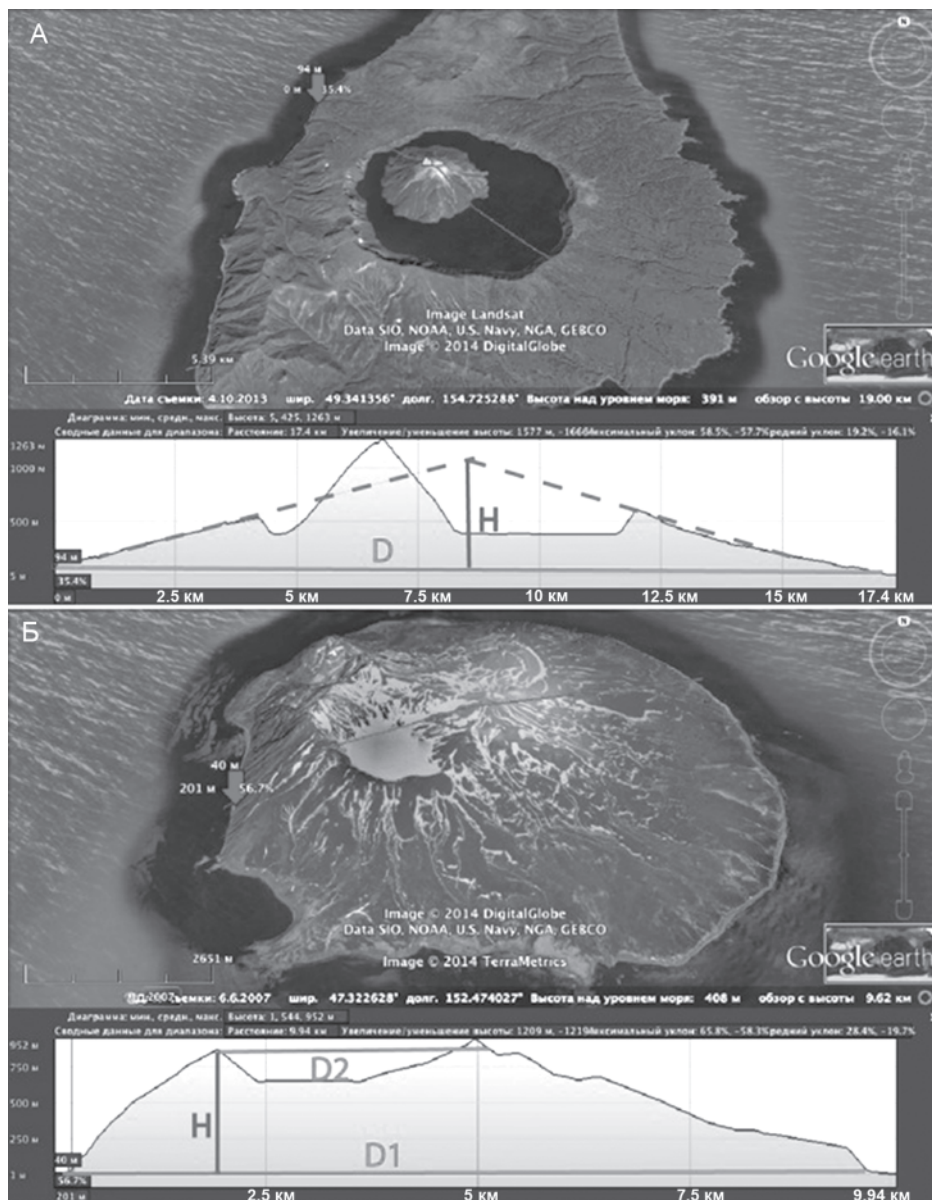 А
94 м
0 м 35.4%
Image Landsat
Data SIO, NOAA, U.S. Navy, NGA, GEBCO
Image © 2014 DigitalGlobe
5.39 км
Google earth
Дата съемки: 4.10.2013 шир. 49.341356° долг. 154.725288° Высота над уровнем моря: 391 м обзор с высоты 19.00 км
Диаграмма: мин., средн., макс. Высота: 5, 425, 1263 м
Сводные данные для диапазона: Расстояние: 17.4 км Увеличение/уменьшение высоты: 1577 м, Максимальный уклон: 58.5%, -57.7% уклон: 19.2%, -16.1%
1263 м
1000 м
500 м
H
D
94 м
5 м
35.4%
0 м 2.5 км 5 км 7.5 км 10 км 12.5 км 15 км 17.4 км
Б
40 м
201 м 56.7%
Image © 2014 DigitalGlobe
Data SIO, NOAA, U.S. Navy, NGA, GEBCO
2651 м
Image © 2014 TerraMetrics
Google earth
съемки: 6.6.2007 шир. 47.322628° долг. 152.474027° Высота над уровнем моря: 408 м обзор с высоты 9.62 км
Диаграмма: мин., средн., макс. Высота: 1, 544, 952 м
Сводные данные для диапазона: Расстояние: 9.94 км Увеличение/уменьшение высоты: 1209 м, Максимальный уклон: 65.8%, -58.3% уклон: 28.4%, -19.7%
952 м
750 м
D2
500 м
H
250 м
D1
40 м
1 м
56.7%
201 м 2.5 км 5 км 7.5 км 9.94 км